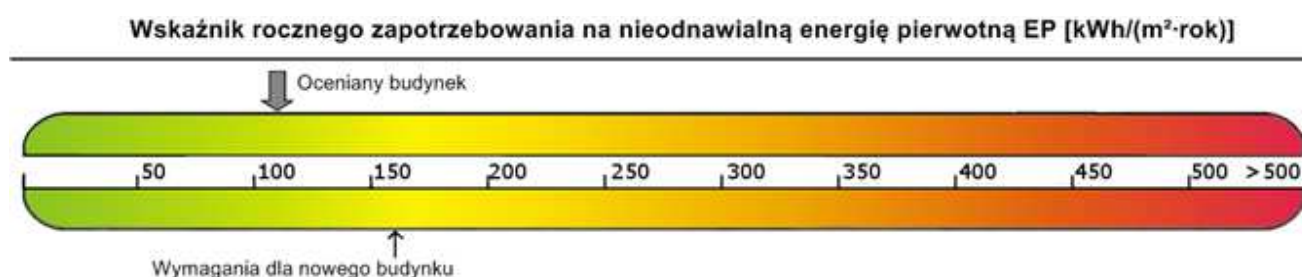 Wskaźnik rocznego zapotrzebowania na nieodnawialną energię pierwotną EP [kWh/(m²·rok)]
Oceniany budynek
50 100 150 200 250 300 350 400 450 500 >500
Wymagania dla nowego budynku